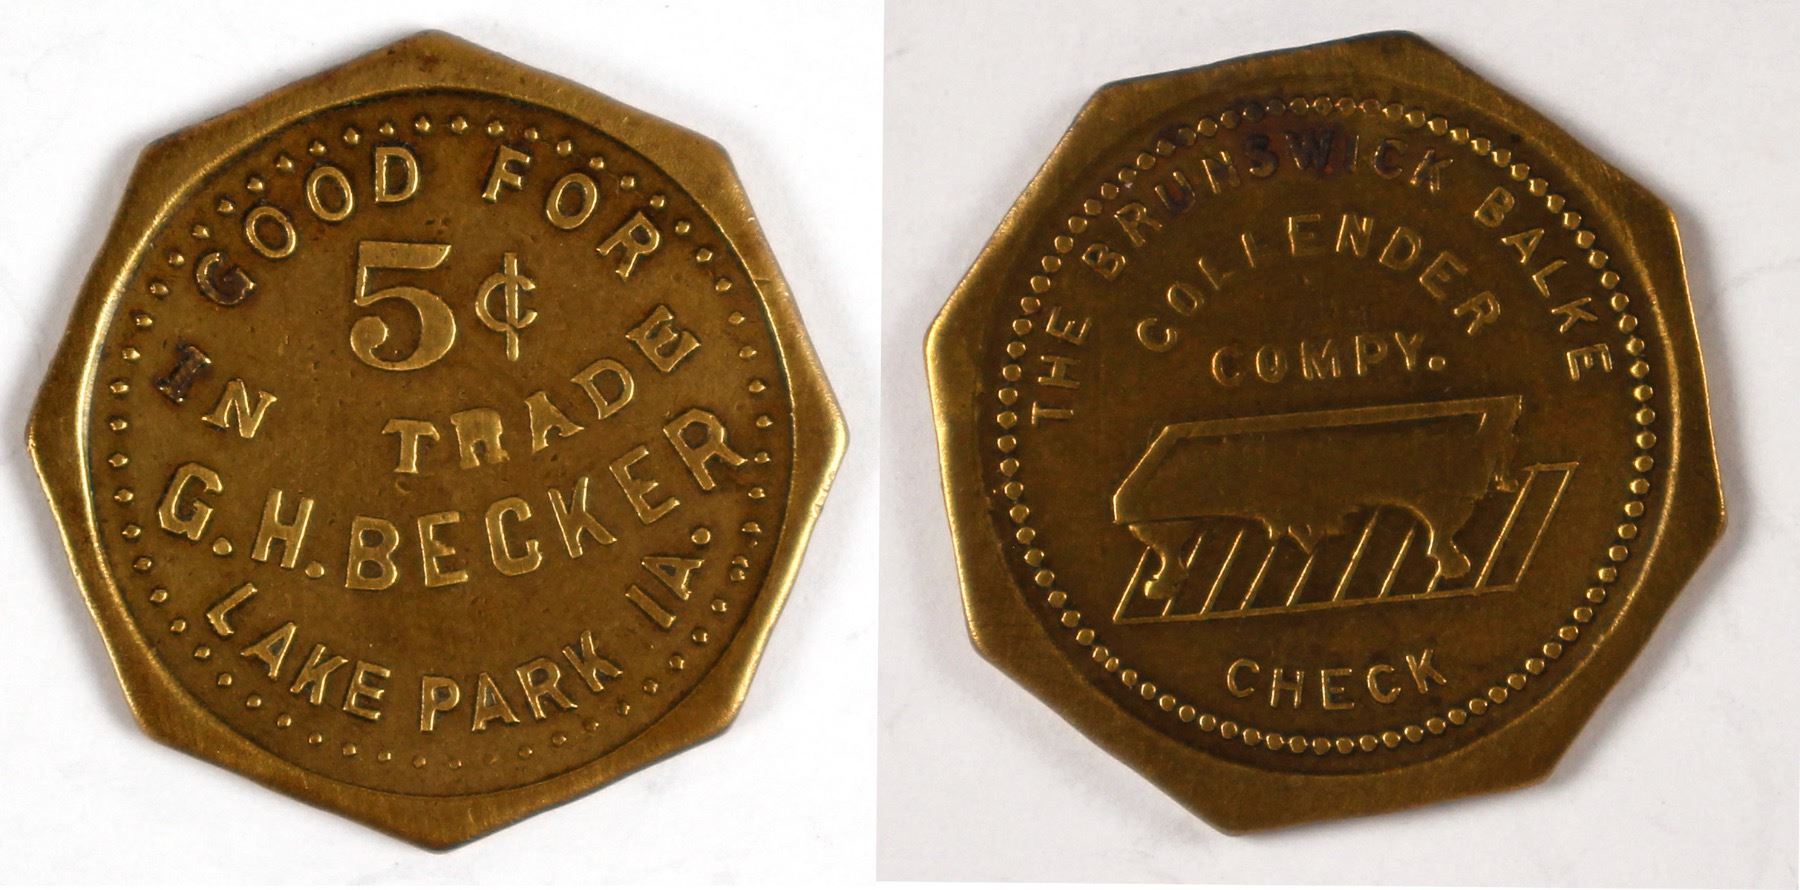 GOOD FOR
5¢
IN TRADE
G.H. BECKER
LAKE PARK IA.
THE BRUNSWICK BALKE
COLLENDER
COMPY.
CHECK